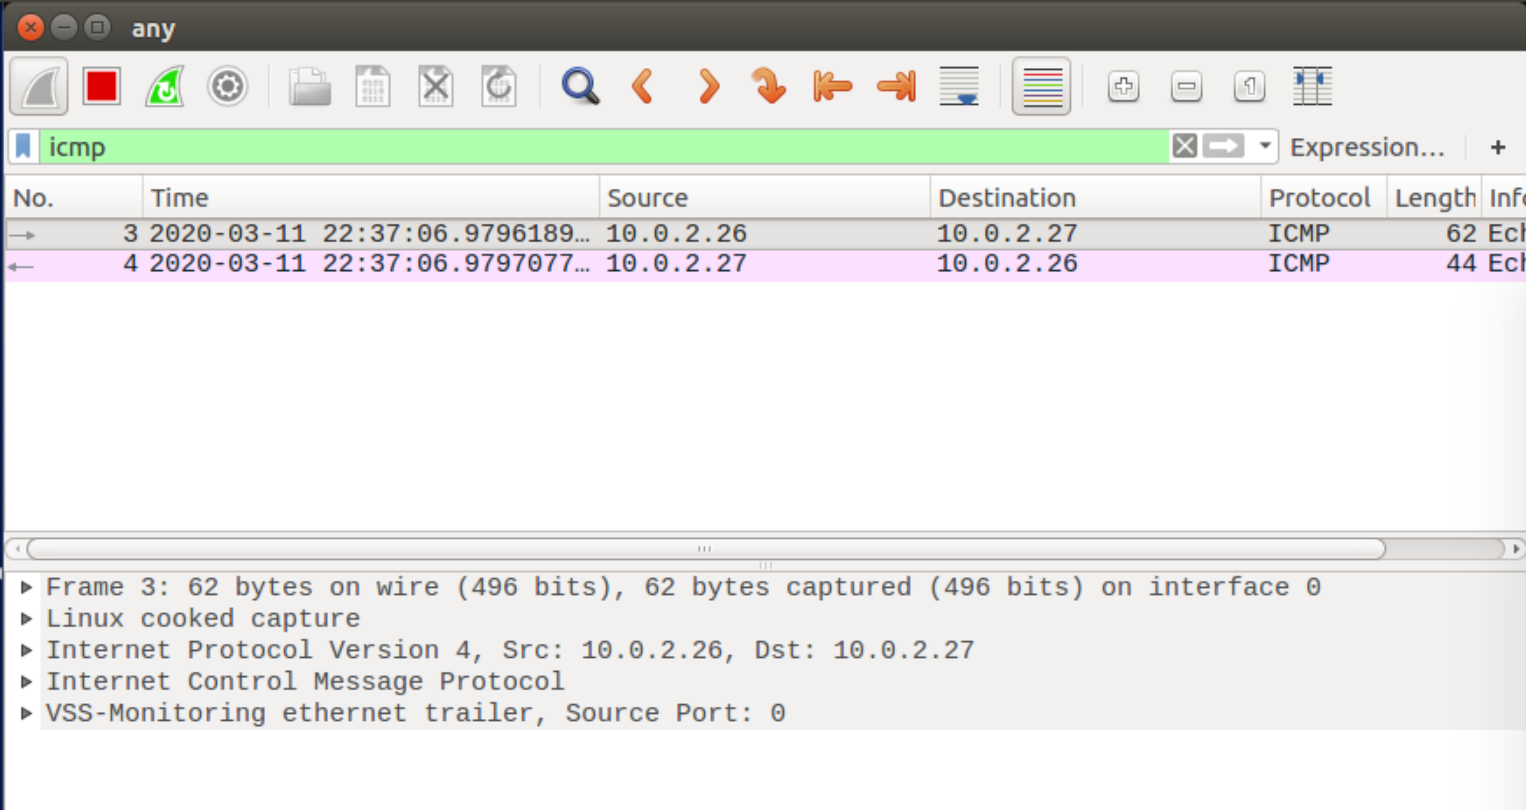 any
icmp Expression... +
No. Time Source Destination Protocol Length Info
3 2020-03-11 22:37:06.9796189... 10.0.2.26 10.0.2.27 ICMP 62 Ech
4 2020-03-11 22:37:06.9797077... 10.0.2.27 10.0.2.26 ICMP 44 Ech
Frame 3: 62 bytes on wire (496 bits), 62 bytes captured (496 bits) on interface 0
Linux cooked capture
Internet Protocol Version 4, Src: 10.0.2.26, Dst: 10.0.2.27
Internet Control Message Protocol
VSS-Monitoring ethernet trailer, Source Port: 0